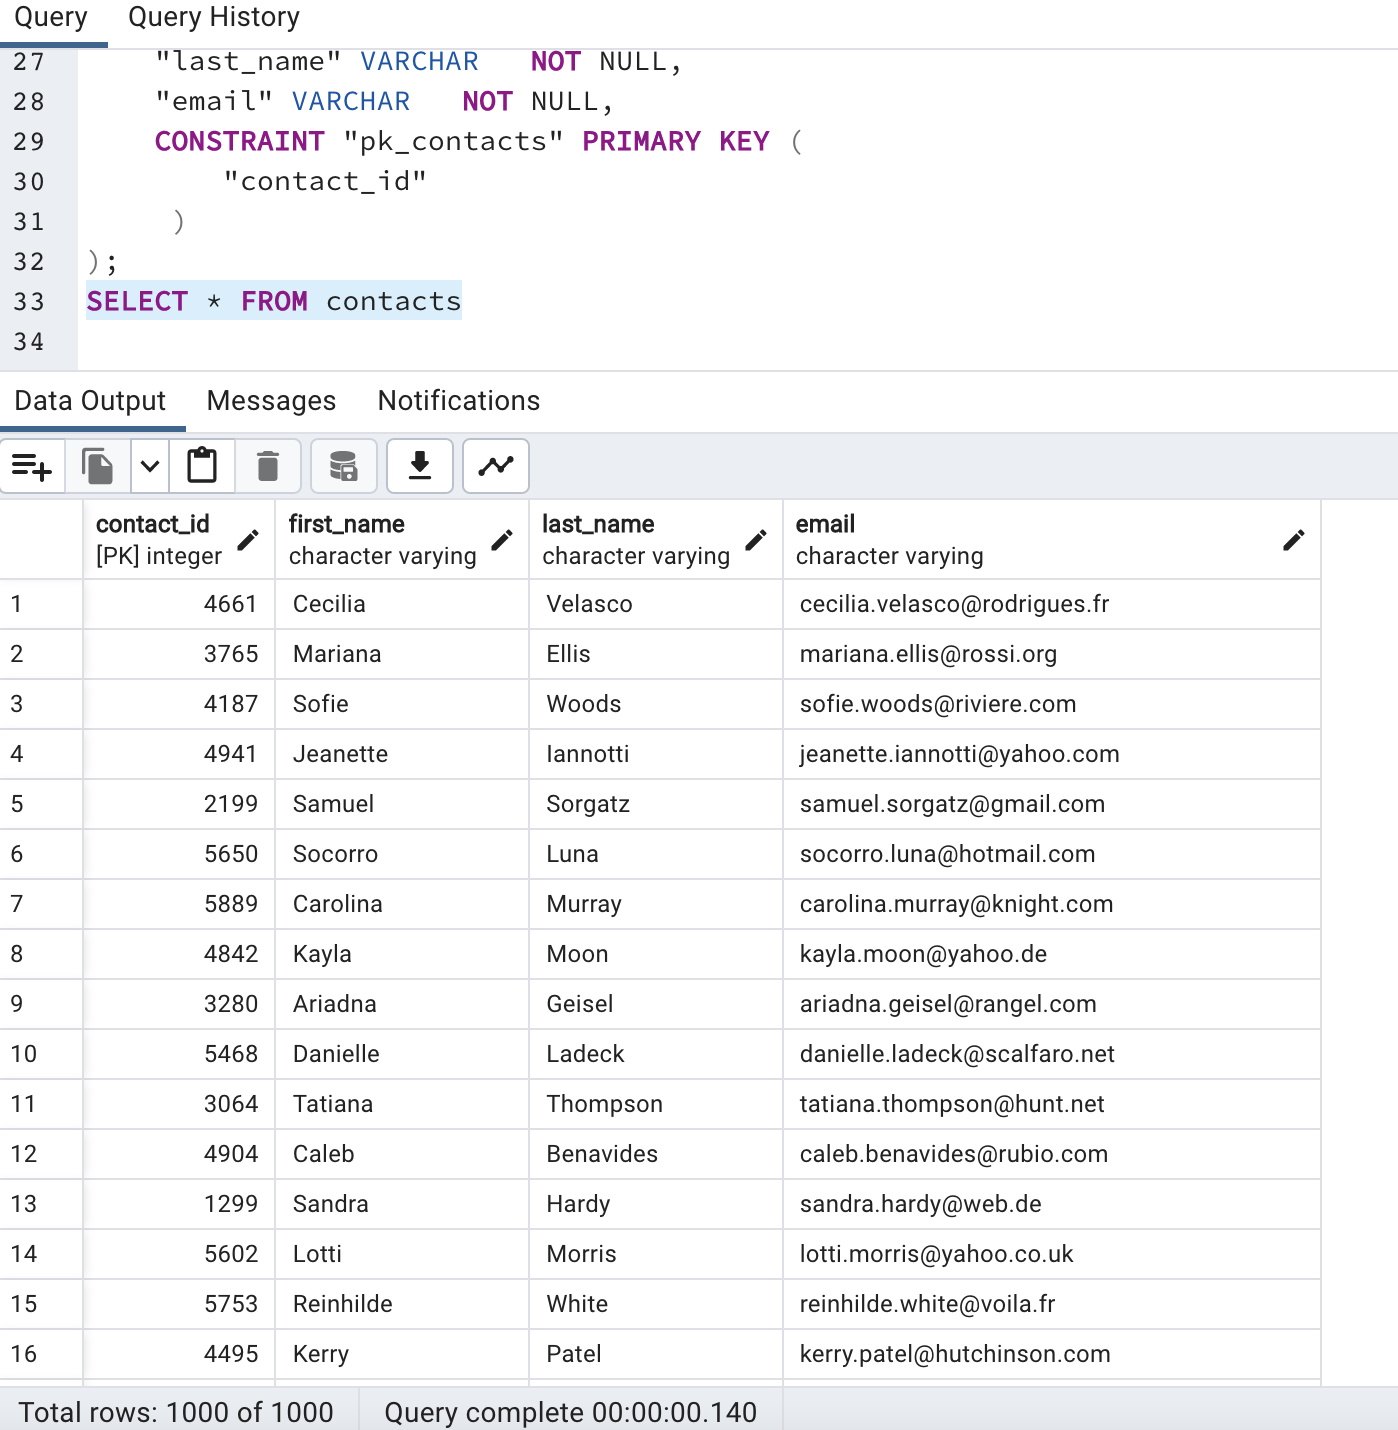 Query Query History
27 "last_name" VARCHAR NOT NULL,
28 "email" VARCHAR NOT NULL,
29 CONSTRAINT "pk_contacts" PRIMARY KEY (
30 "contact_id"
31 )
32 );
33 SELECT * FROM contacts
34
Data Output Messages Notifications
contact_id first_name last_name email
[PK] integer character varying character varying character varying
1 4661 Cecilia Velasco cecilia.velasco@rodrigues.fr
2 3765 Mariana Ellis mariana.ellis@rossi.org
3 4187 Sofie Woods sofie.woods@riviere.com
4 4941 Jeanette Iannotti jeanette.iannotti@yahoo.com
5 2199 Samuel Sorgatz samuel.sorgatz@gmail.com
6 5650 Socorro Luna socorro.luna@hotmail.com
7 5889 Carolina Murray carolina.murray@knight.com
8 4842 Kayla Moon kayla.moon@yahoo.de
9 3280 Ariadna Geisel ariadna.geisel@rangel.com
10 5468 Danielle Ladeck danielle.ladeck@scalfaro.net
11 3064 Tatiana Thompson tatiana.thompson@hunt.net
12 4904 Caleb Benavides caleb.benavides@rubio.com
13 1299 Sandra Hardy sandra.hardy@web.de
14 5602 Lotti Morris lotti.morris@yahoo.co.uk
15 5753 Reinhilde White reinhilde.white@voila.fr
16 4495 Kerry Patel kerry.patel@hutchinson.com
Total rows: 1000 of 1000 Query complete 00:00:00.140